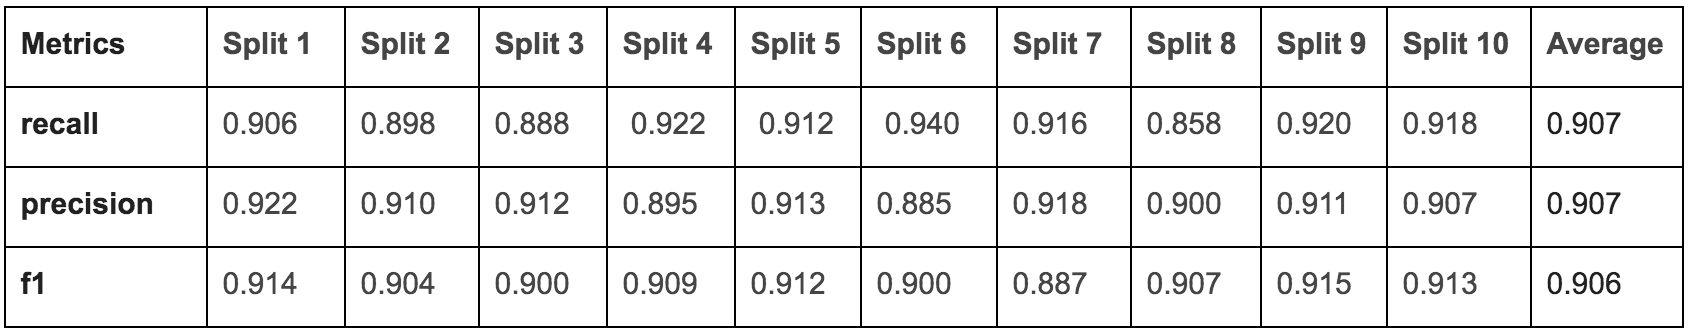 Metrics Split 1 Split 2 Split 3 Split 4 Split 5 Split 6 Split 7 Split 8 Split 9 Split 10 Average
recall 0.906 0.898 0.888 0.922 0.912 0.940 0.916 0.858 0.920 0.918 0.907
precision 0.922 0.910 0.912 0.895 0.913 0.885 0.918 0.900 0.911 0.907 0.907
f1 0.914 0.904 0.900 0.909 0.912 0.900 0.887 0.907 0.915 0.913 0.906